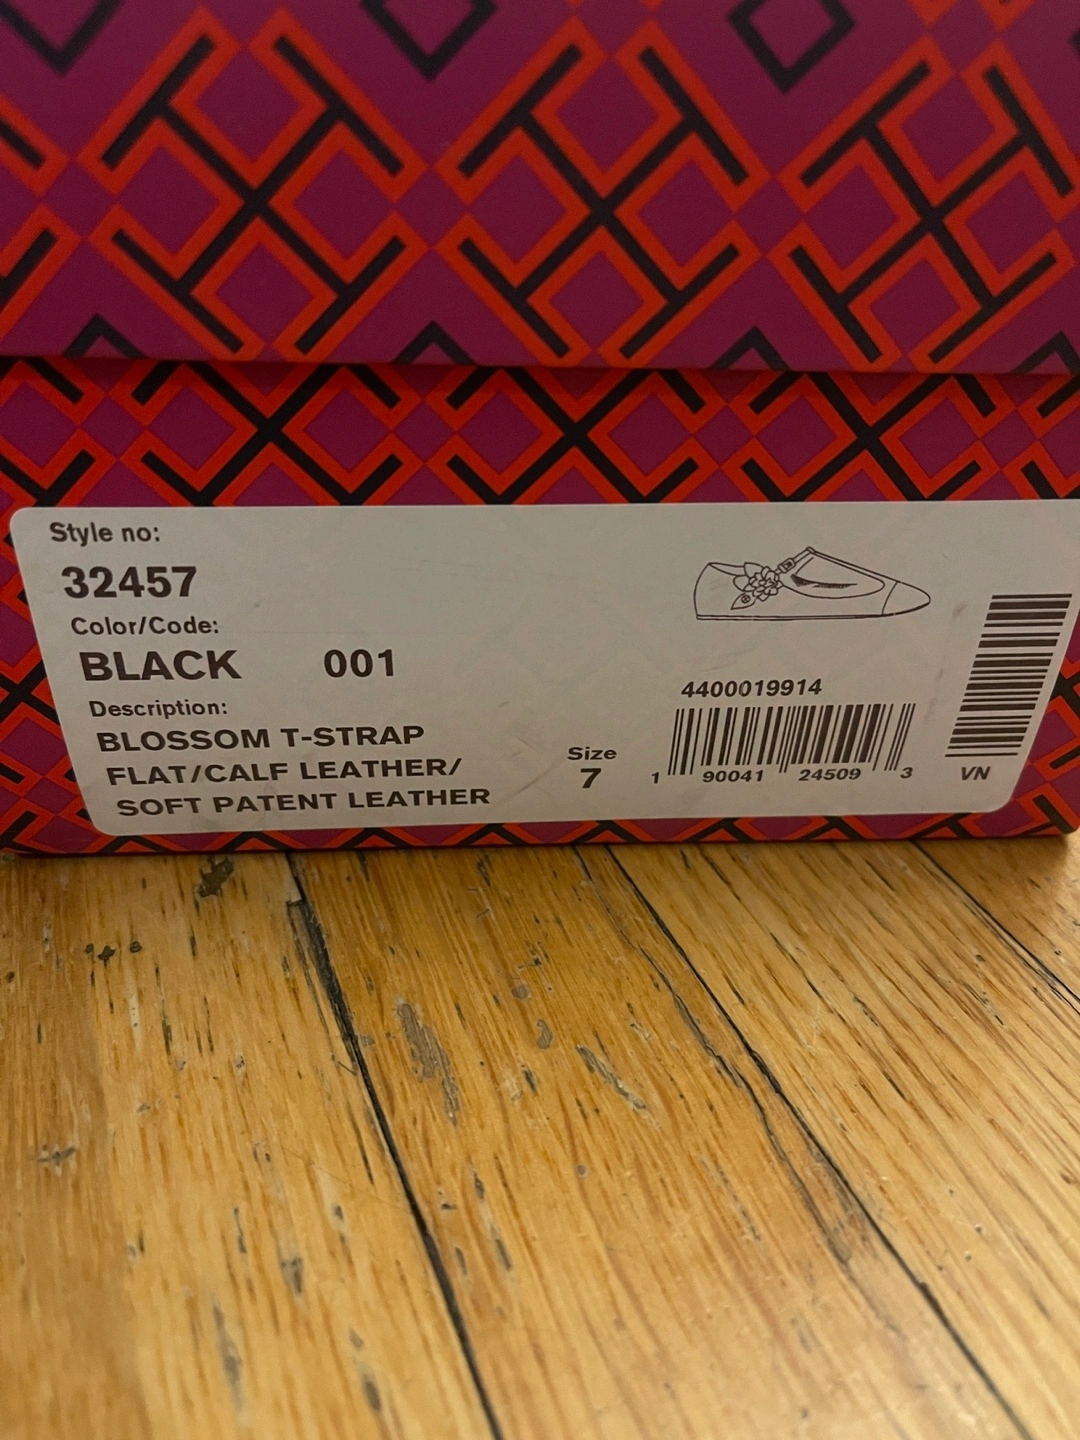 Style no:
32457
Color/Code:
BLACK 001
Description:
BLOSSOM T-STRAP
FLAT/CALF LEATHER/
SOFT PATENT LEATHER
Size
7
4400019914
1 90041 24509 3
VN